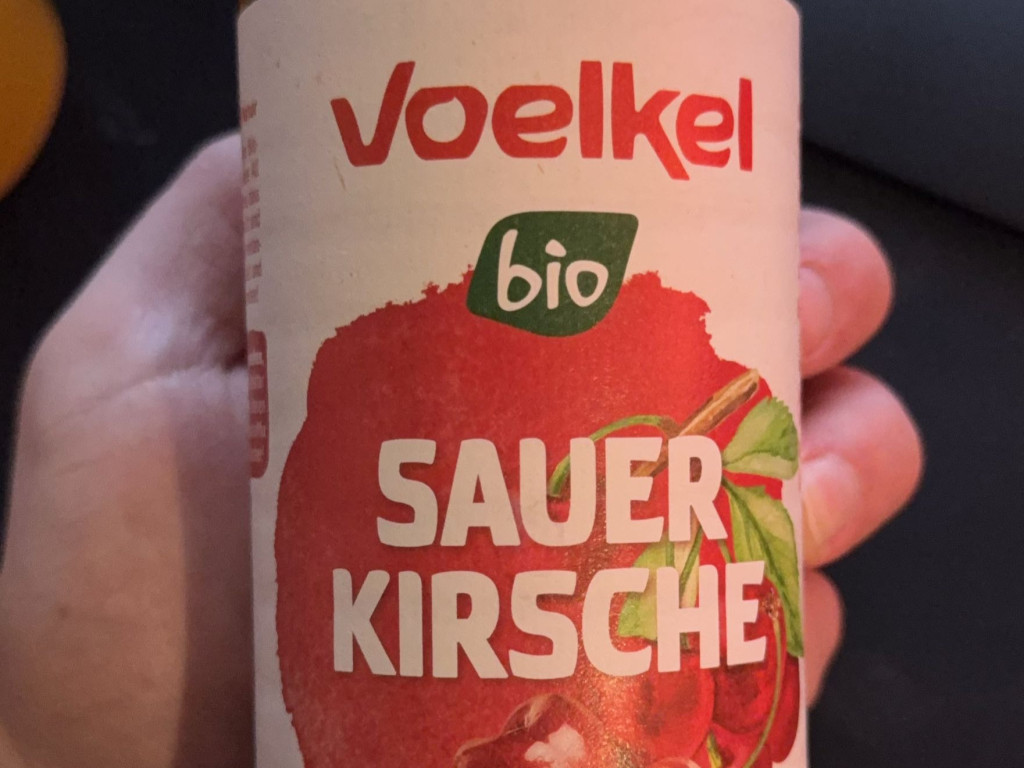 voelkel
bio
SAUER
KIRSCHE